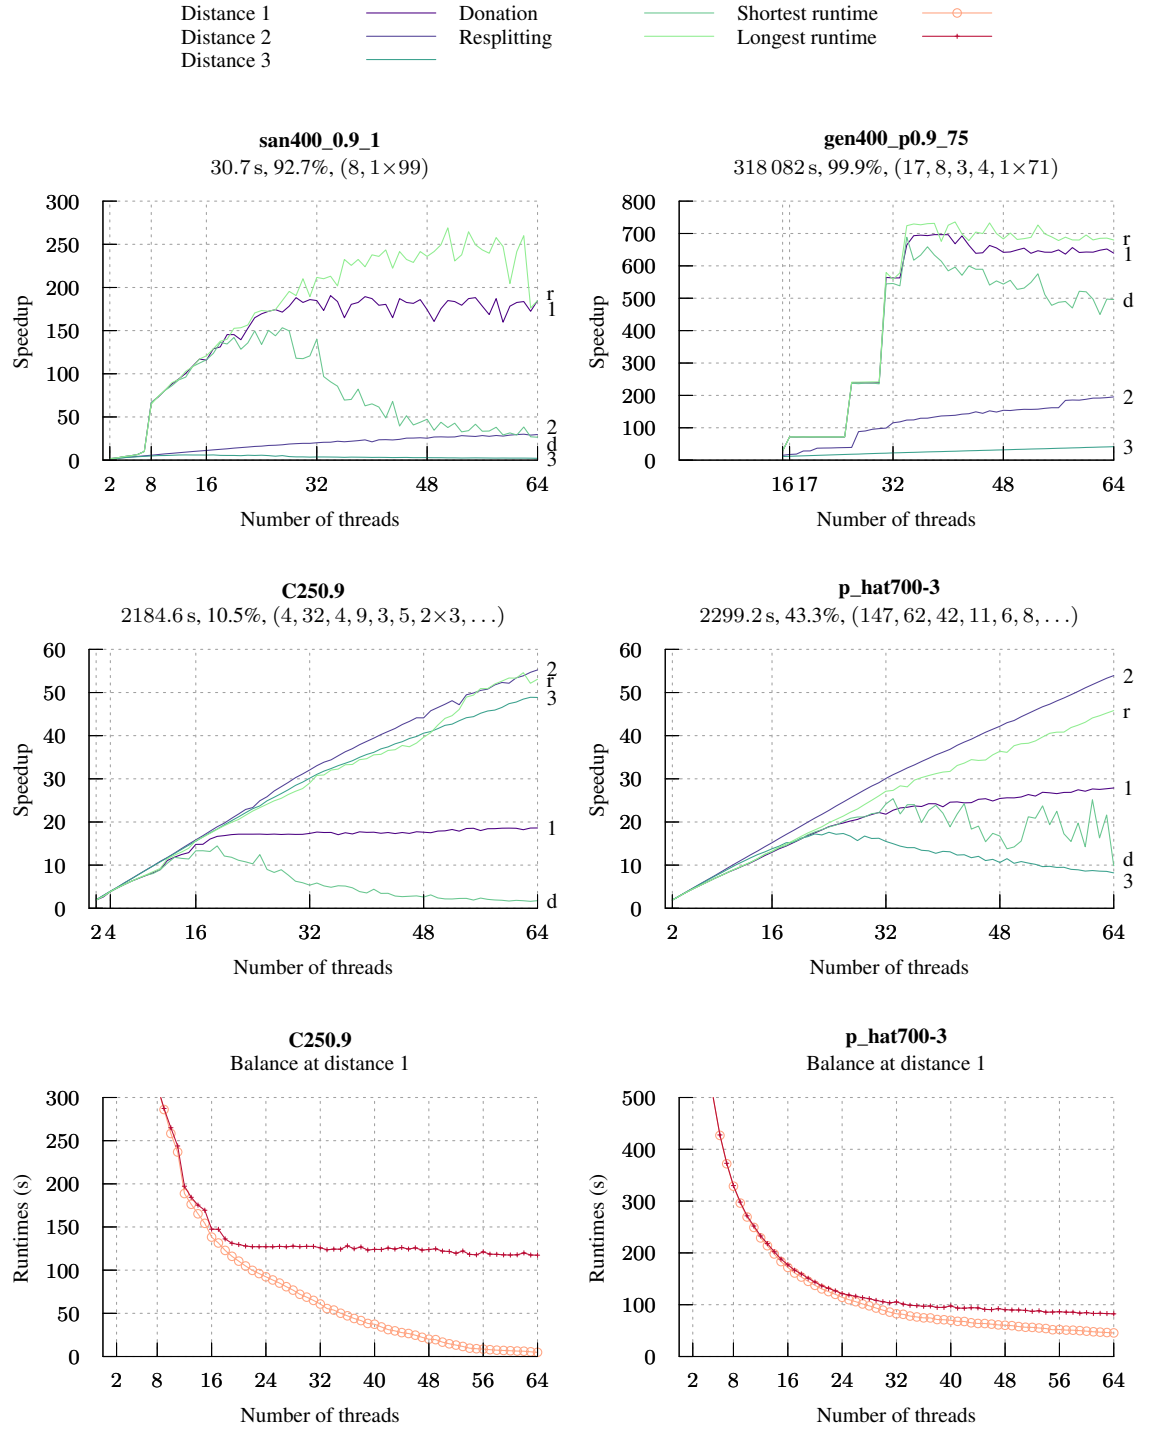 Distance 1 Donation Shortest runtime
Distance 2 Resplitting Longest runtime
Distance 3
san400_0.9_1
30.7 s, 92.7%, (8, 1×99)
300
250
200
150
100
50
0
Speedup
r
1
2
d
3
2 8 16 32 48 64
Number of threads
gen400_p0.9_75
318 082 s, 99.9%, (17, 8, 3, 4, 1×71)
800
700
600
500
400
300
200
100
0
Speedup
r
1
d
2
3
16 17 32 48 64
Number of threads
C250.9
2184.6 s, 10.5%, (4, 32, 4, 9, 3, 5, 2×3, . . .)
60
50
40
30
20
10
0
Speedup
2
r
3
1
d
2 4 16 32 48 64
Number of threads
p_hat700-3
2299.2 s, 43.3%, (147, 62, 42, 11, 6, 8, . . .)
60
50
40
30
20
10
0
Speedup
2
r
1
d
3
2 16 32 48 64
Number of threads
C250.9
Balance at distance 1
300
250
200
150
100
50
0
Runtimes (s)
2 8 16 24 32 40 48 56 64
Number of threads
p_hat700-3
Balance at distance 1
500
400
300
200
100
0
Runtimes (s)
2 8 16 24 32 40 48 56 64
Number of threads